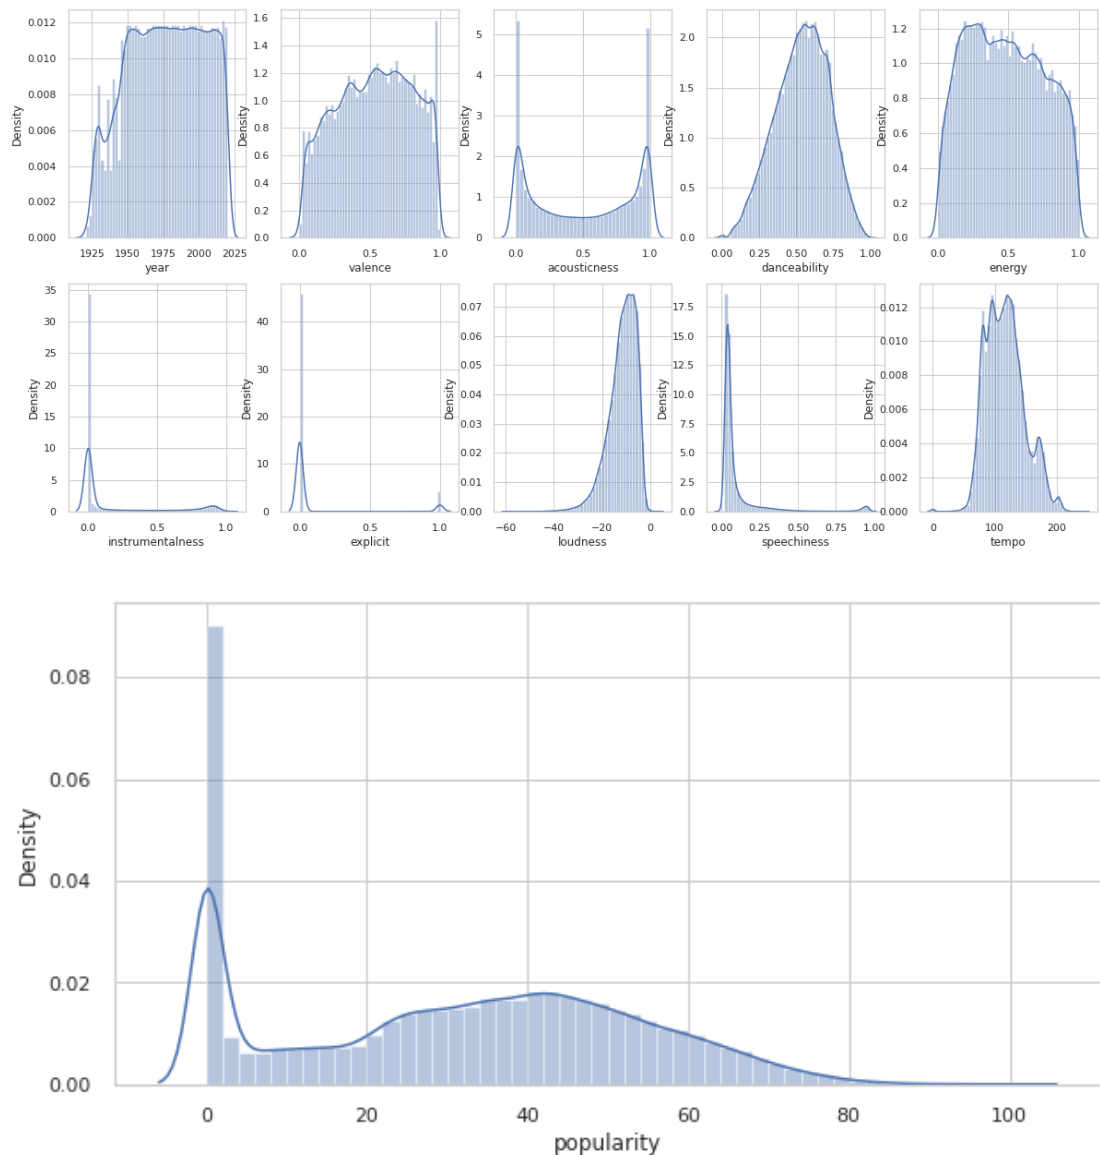 Density
0.012
0.010
0.008
0.006
0.004
0.002
0.000
1925 1950 1975 2000 2025
year
Density
1.6
1.4
1.2
1.0
0.8
0.6
0.4
0.2
0.0
0.0 0.5 1.0
valence
Density
5
4
3
2
1
0
0.0 0.5 1.0
acousticness
Density
2.0
1.5
1.0
0.5
0.0
0.00 0.25 0.50 0.75 1.00
danceability
Density
1.2
1.0
0.8
0.6
0.4
0.2
0.0
0.0 0.5 1.0
energy
Density
35
30
25
20
15
10
5
0
0.0 0.5 1.0
instrumentalness
Density
40
30
20
10
0
0.0 0.5 1.0
explicit
Density
0.07
0.06
0.05
0.04
0.03
0.02
0.01
0.00
−60 −40 −20 0
loudness
Density
17.5
15.0
12.5
10.0
7.5
5.0
2.5
0.0
0.00 0.25 0.50 0.75 1.00
speechiness
Density
0.012
0.010
0.008
0.006
0.004
0.002
0.000
0 100 200
tempo
Density
0.08
0.06
0.04
0.02
0.00
0 20 40 60 80 100
popularity